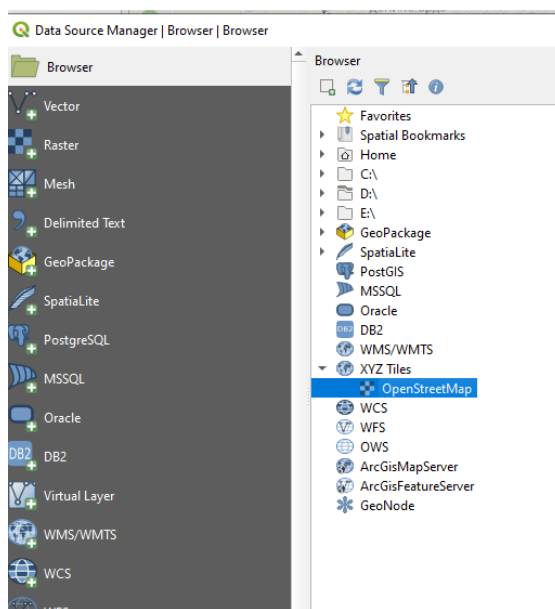 Data Source Manager | Browser | Browser
Browser
Vector
Raster
Mesh
Delimited Text
GeoPackage
SpatiaLite
PostgreSQL
MSSQL
Oracle
DB2
DB2
Virtual Layer
WMS/WMTS
WCS
Browser
Favorites
Spatial Bookmarks
Home
C:\
D:\
E:\
GeoPackage
SpatiaLite
PostGIS
MSSQL
Oracle
DB2
DB2
WMS/WMTS
XYZ Tiles
OpenStreetMap
WCS
WFS
OWS
ArcGisMapServer
ArcGisFeatureServer
GeoNode